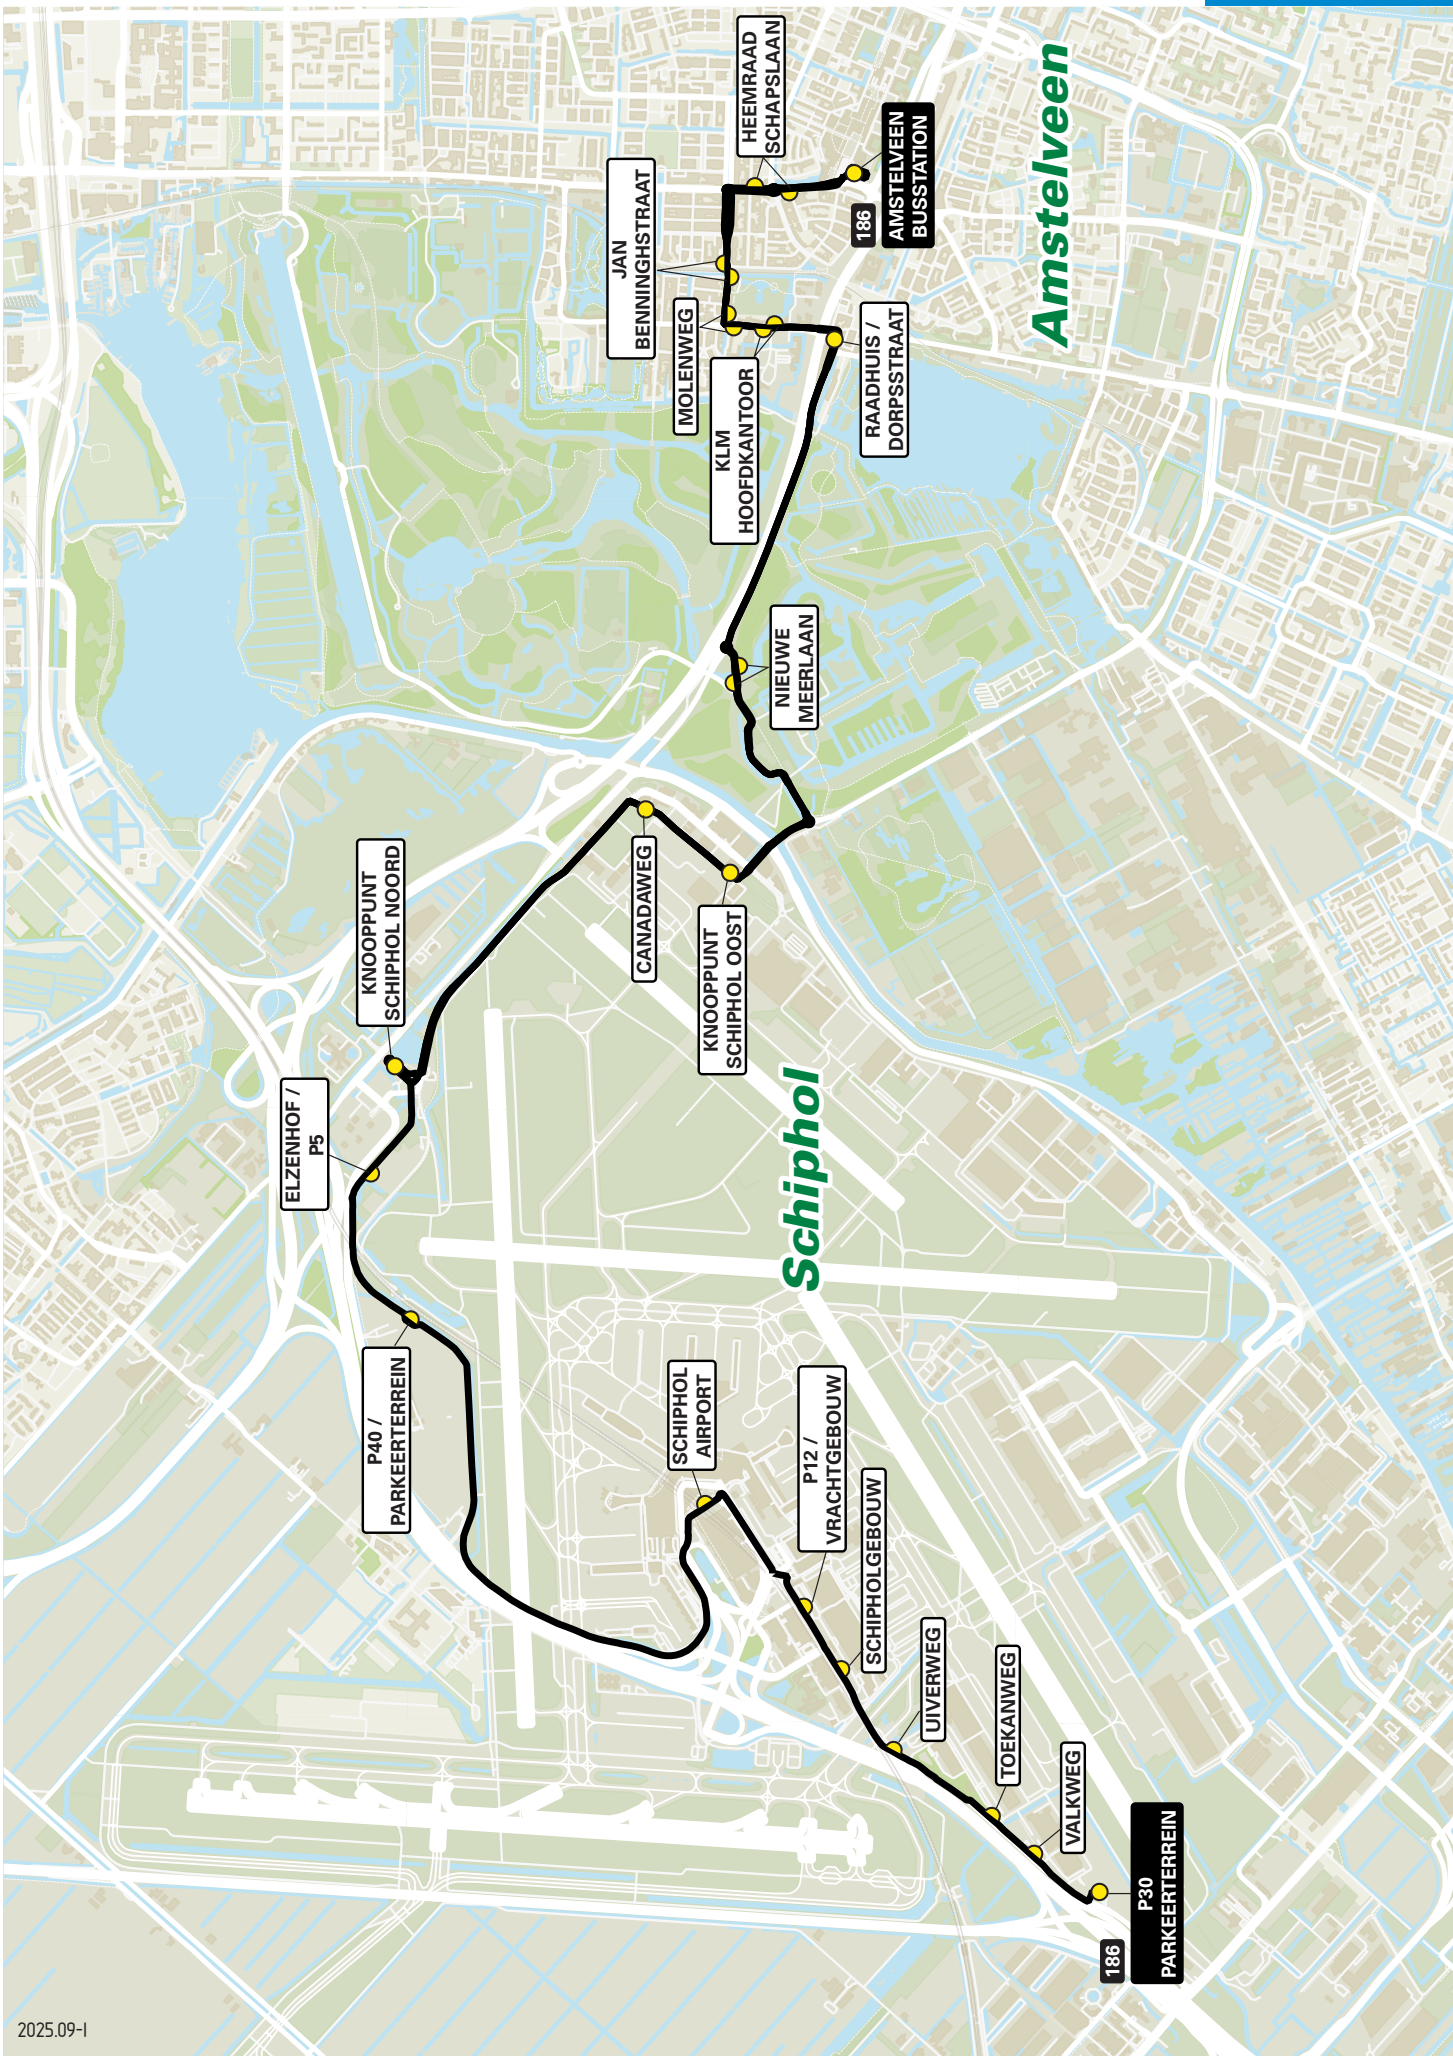 HEEMRAAD
SCHAPSLAAN
186
AMSTELVEEN
BUSSTATION
Amstelveen
JAN
BENNINGHSTRAAT
MOLENWEG
KLM
HOOFDKANTOOR
RAADHUIS /
DORPSSTRAAT
NIEUWE
MEERLAAN
CANADAWEG
KNOOPPUNT
SCHIPHOL OOST
KNOOPPUNT
SCHIPHOL NOORD
ELZENHOF /
P5
Schiphol
P40 /
PARKEERTERREIN
SCHIPHOL
AIRPORT
P12 /
VRACHTGEBOUW
SCHIPHOLGEBOUW
UIVERWEG
TOEKANWEG
VALKWEG
186
P30
PARKEERTERREIN
2025.09-I